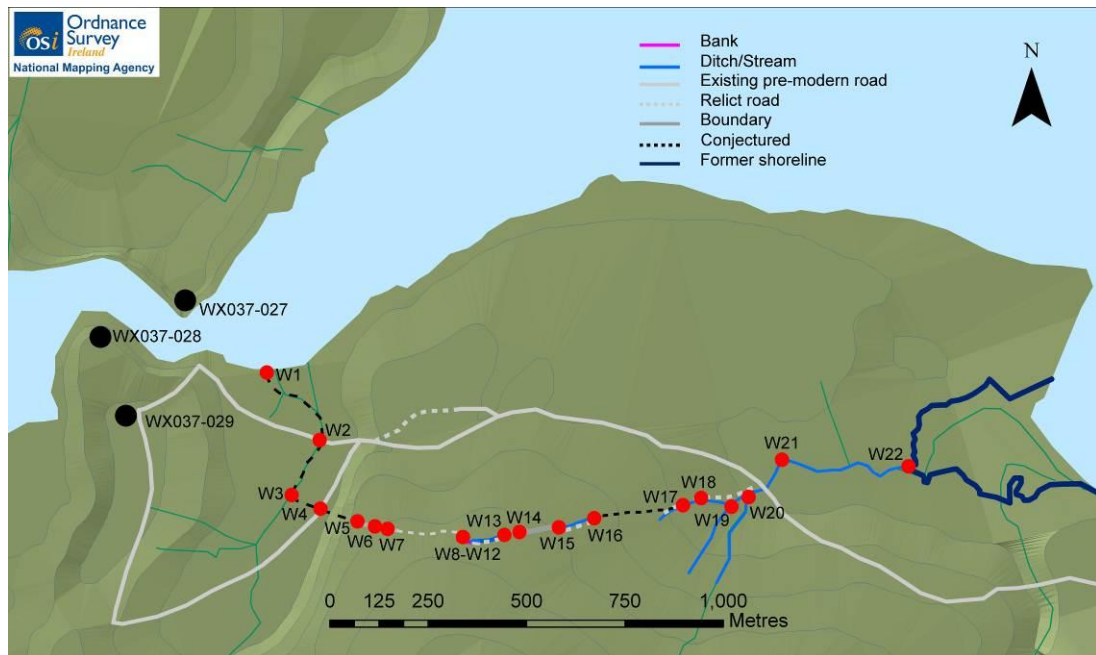 Ordnance
Survey
Ireland
OSi
National Mapping Agency
Bank
Ditch/Stream
Existing pre-modern road
Relict road
Boundary
Conjectured
Former shoreline
N
WX037-027
WX037-028
WX037-029
W1
W2
W3
W4
W5
W6
W7
W8-W12
W13
W14
W15
W16
W17
W18
W19
W20
W21
W22
0 125 250 500 750 1,000
Metres